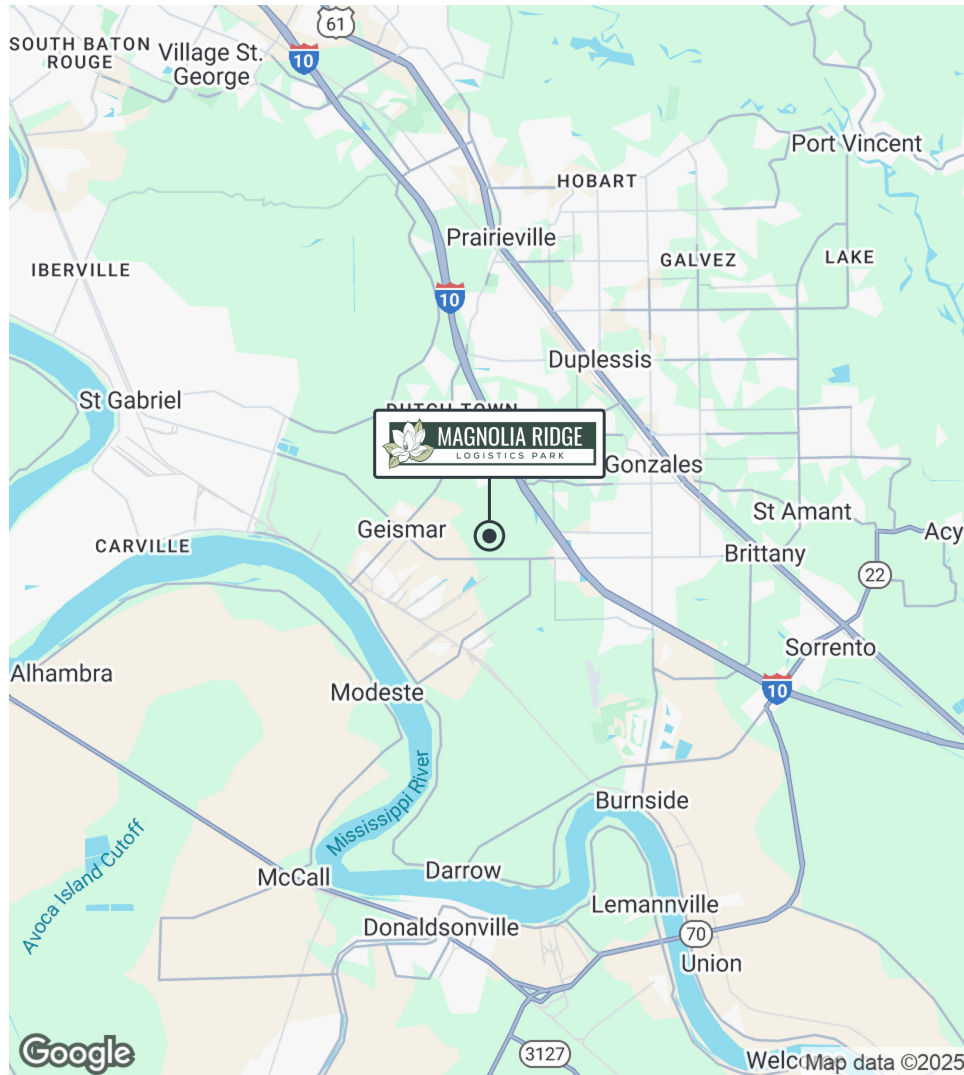 61
SOUTH BATON
ROUGE
Village St.
George
10
Port Vincent
HOBART
Prairieville
IBERVILLE
GALVEZ
LAKE
10
Duplessis
St Gabriel
DUTCH TOWN
MAGNOLIA RIDGE
LOGISTICS PARK
Gonzales
St Amant
Geismar
Acy
CARVILLE
Brittany
22
Sorrento
Alhambra
10
Modeste
Mississippi River
Burnside
Avoca Island Cutoff
McCall
Darrow
Lemannville
Donaldsonville
70
Union
Google
3127
Map data ©2025